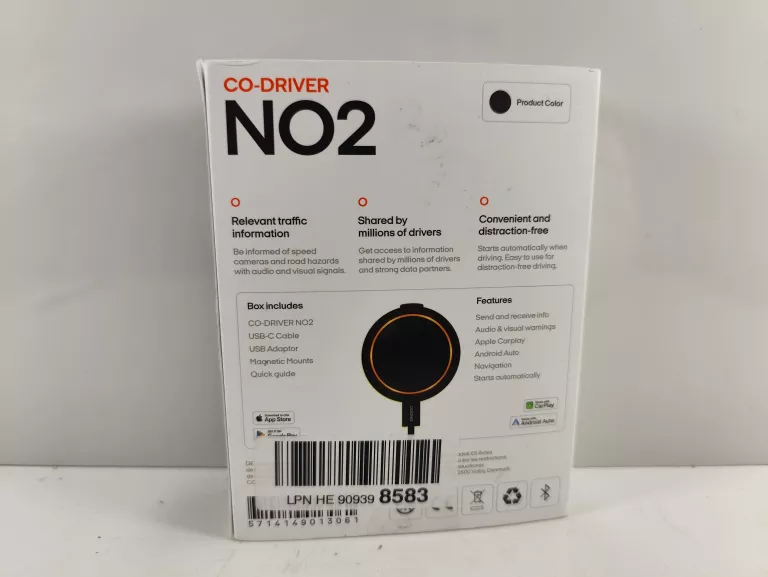 CO-DRIVER
NO2
Product Color
Relevant traffic
information
Be informed of speed
cameras and road hazards
with audio and visual signals.
Shared by
millions of drivers
Get access to information
shared by millions of drivers
and strong data partners.
Convenient and
distraction-free
Starts automatically when
driving. Easy to use for
distraction-free driving.
Box includes
CO-DRIVER NO2
USB-C Cable
USB Adaptor
Magnetic Mounts
Quick guide
Features
Send and receive info
Audio & visual warnings
Apple Carplay
Android Auto
Navigation
Starts automatically
App Store
Google Play
CarPlay
Android Auto
Denmark
LPN HE 90939 8583
5714149013061